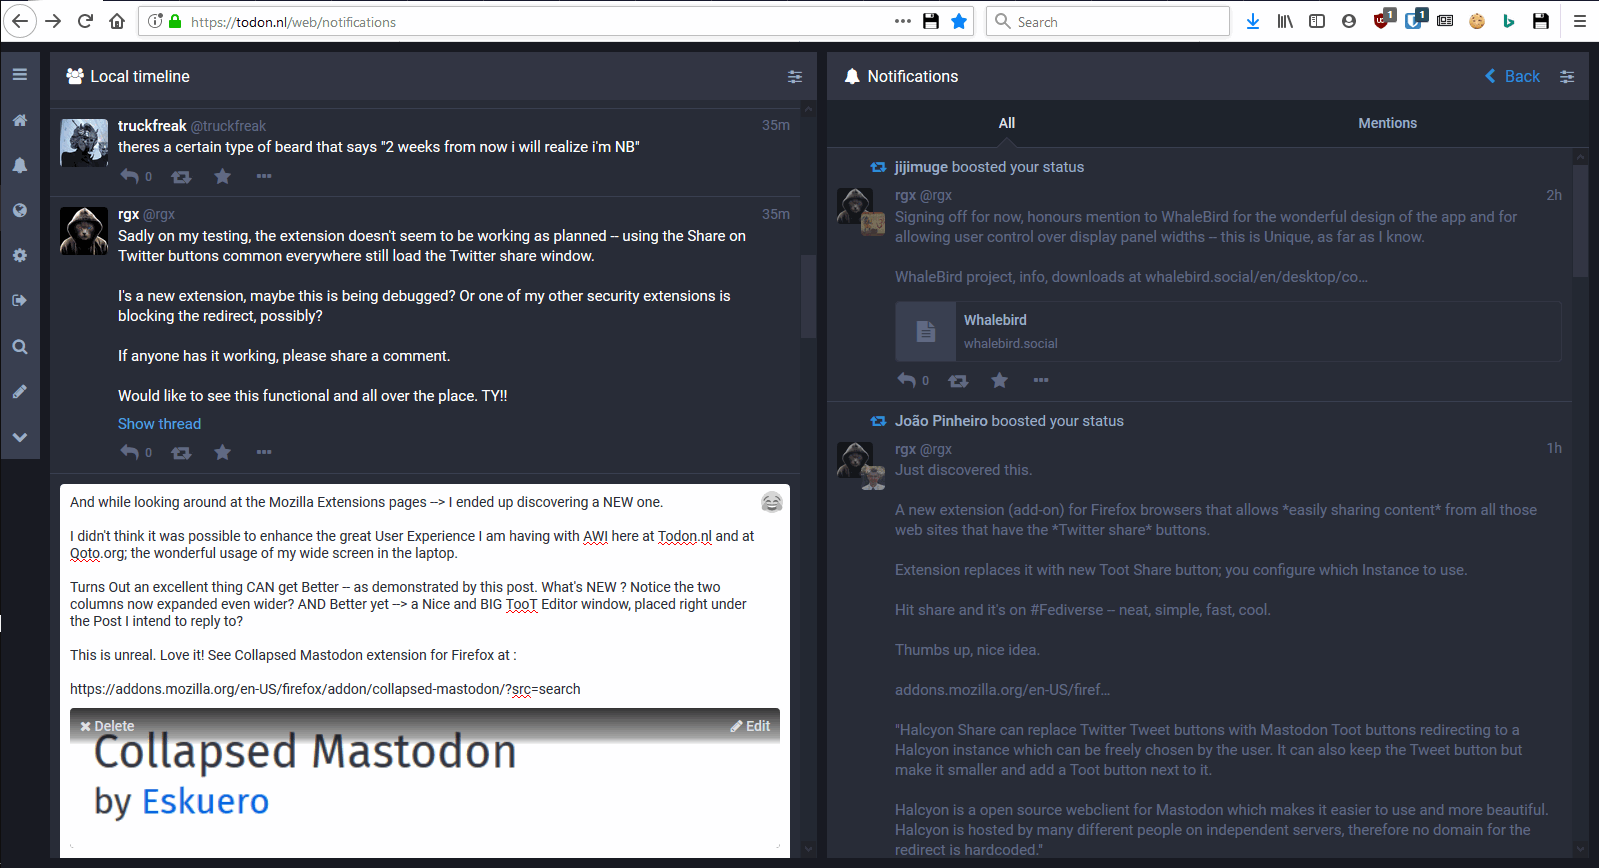 https://todon.nl/web/notifications
Search
1
1
Local timeline
truckfreak @truckfreak
35m
theres a certain type of beard that says "2 weeks from now i will realize i'm NB"
0
rgx @rgx
35m
Sadly on my testing, the extension doesn't seem to be working as planned -- using the Share on
Twitter buttons common everywhere still load the Twitter share window.
I's a new extension, maybe this is being debugged? Or one of my other security extensions is
blocking the redirect, possibly?
If anyone has it working, please share a comment.
Would like to see this functional and all over the place. TY!!
Show thread
0
And while looking around at the Mozilla Extensions pages --> I ended up discovering a NEW one.
I didn't think it was possible to enhance the great User Experience I am having with AWI here at Todon.nl and at
Qoto.org; the wonderful usage of my wide screen in the laptop.
Turns Out an excellent thing CAN get Better -- as demonstrated by this post. What's NEW ? Notice the two
columns now expanded even wider? AND Better yet --> a Nice and BIG TooT Editor window, placed right under
the Post I intend to reply to?
This is unreal. Love it! See Collapsed Mastodon extension for Firefox at :
https://addons.mozilla.org/en-US/firefox/addon/collapsed-mastodon/?src=search
Delete
Edit
Collapsed Mastodon
by Eskuero
Notifications
Back
All
Mentions
jijimuge boosted your status
rgx @rgx
2h
Signing off for now, honours mention to WhaleBird for the wonderful design of the app and for
allowing user control over display panel widths -- this is Unique, as far as I know.
WhaleBird project, info, downloads at whalebird.social/en/desktop/co…
Whalebird
whalebird.social
0
João Pinheiro boosted your status
rgx @rgx
1h
Just discovered this.
A new extension (add-on) for Firefox browsers that allows *easily sharing content* from all those
web sites that have the *Twitter share* buttons.
Extension replaces it with new Toot Share button; you configure which Instance to use.
Hit share and it's on #Fediverse -- neat, simple, fast, cool.
Thumbs up, nice idea.
addons.mozilla.org/en-US/firef…
"Halcyon Share can replace Twitter Tweet buttons with Mastodon Toot buttons redirecting to a
Halcyon instance which can be freely chosen by the user. It can also keep the Tweet button but
make it smaller and add a Toot button next to it.
Halcyon is a open source webclient for Mastodon which makes it easier to use and more beautiful.
Halcyon is hosted by many different people on independent servers, therefore no domain for the
redirect is hardcoded."